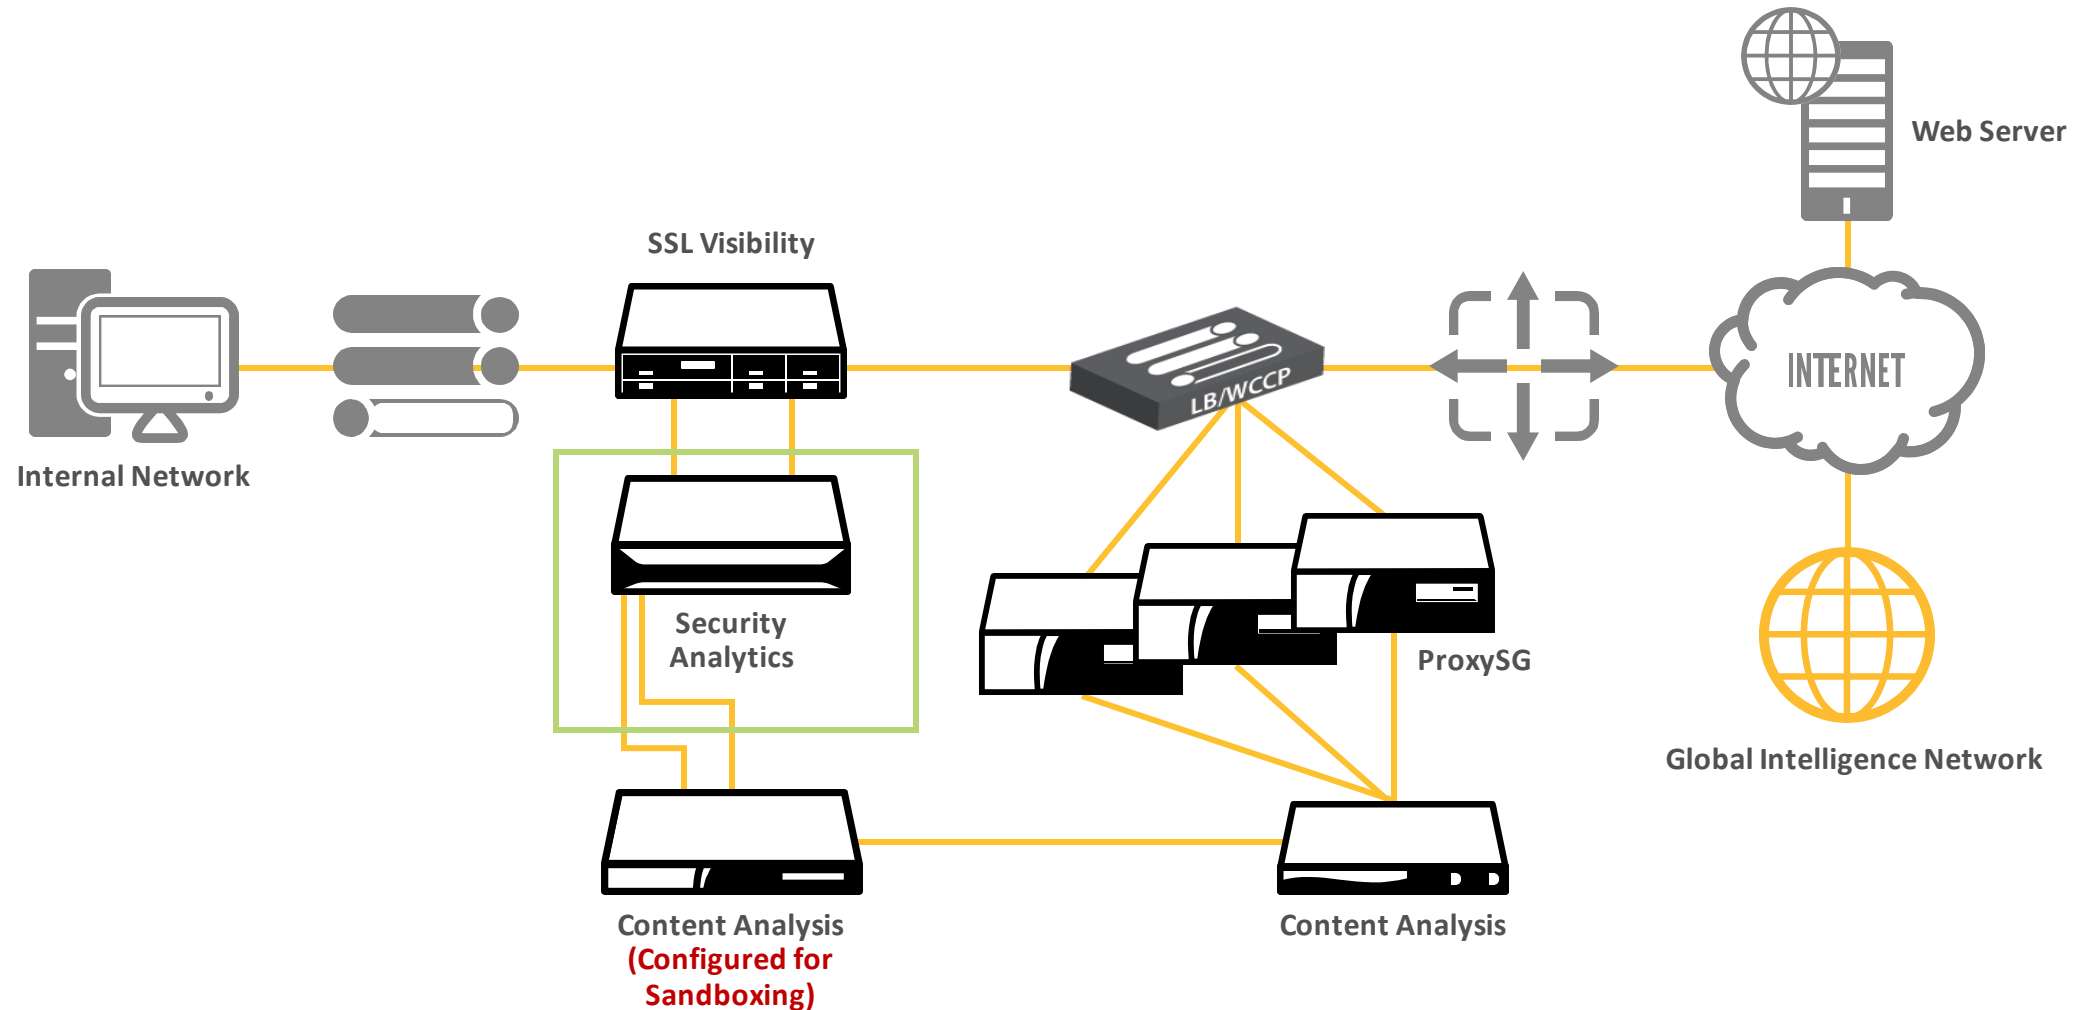 Web Server
SSL Visibility
INTERNET
LB/WCCP
Internal Network
Security
Analytics
ProxySG
Global Intelligence Network
Content Analysis
(Configured for
Sandboxing)
Content Analysis